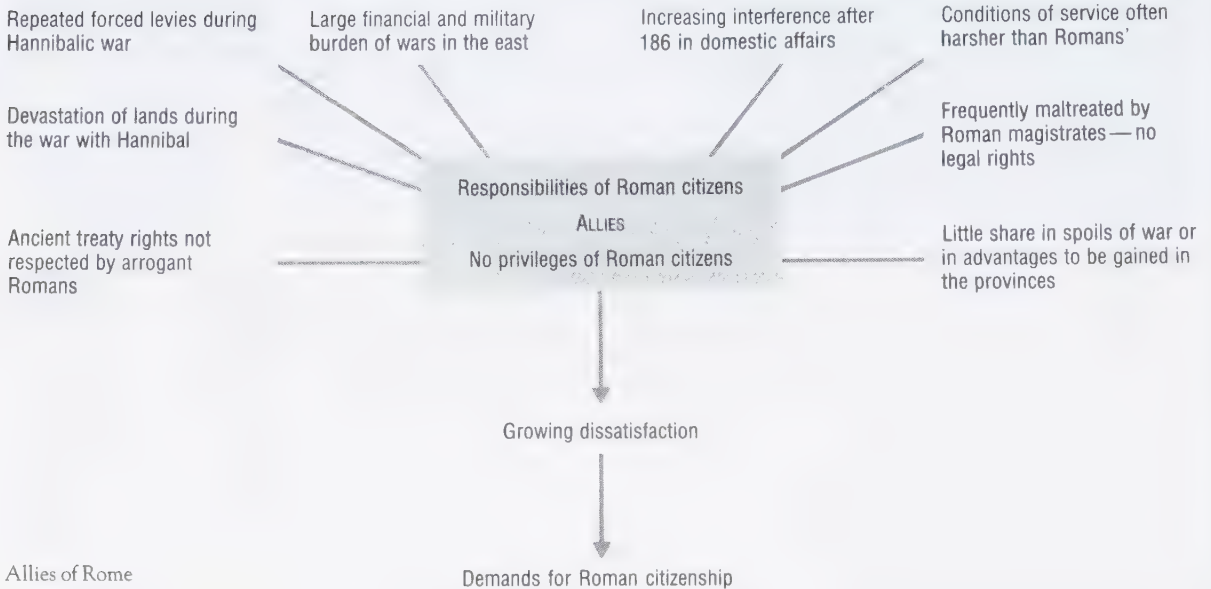 Repeated forced levies during
Hannibalic war
Large financial and military
burden of wars in the east
Increasing interference after
186 in domestic affairs
Conditions of service often
harsher than Romans'
Devastation of lands during
the war with Hannibal
Frequently maltreated by
Roman magistrates—no
legal rights
Responsibilities of Roman citizens
ALLIES
No privileges of Roman citizens
Ancient treaty rights not
respected by arrogant
Romans
Little share in spoils of war or
in advantages to be gained in
the provinces
Growing dissatisfaction
Demands for Roman citizenship
Allies of Rome